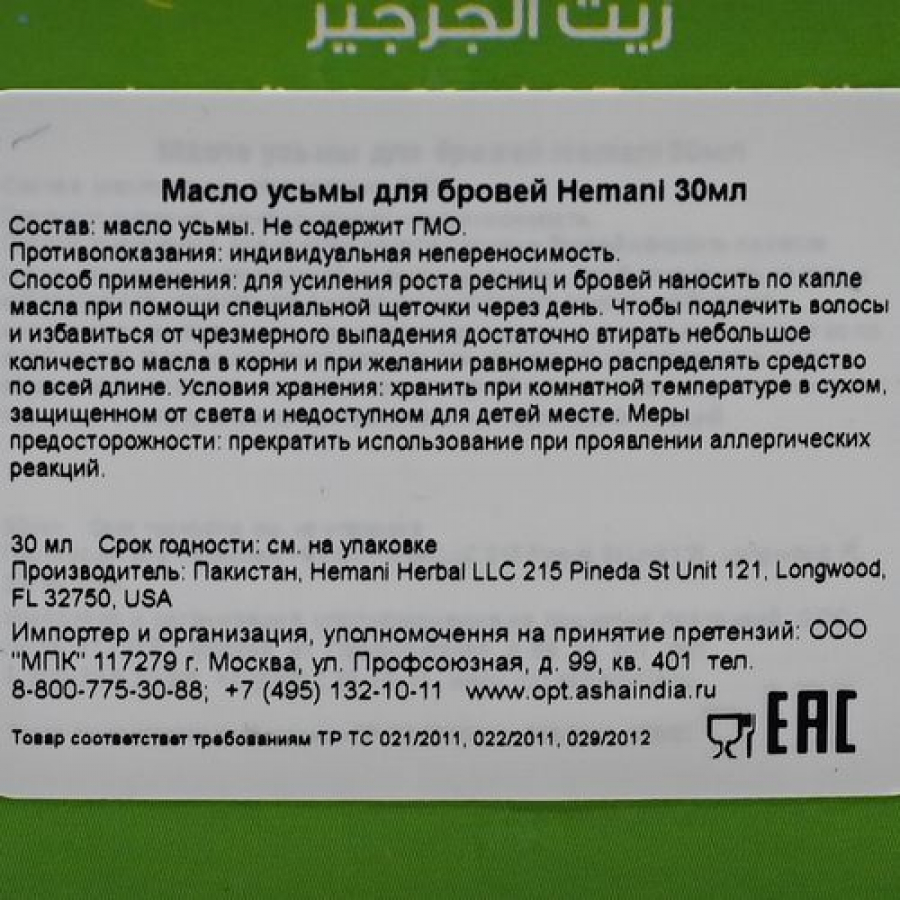 زيت الجرجير
Масло усьмы для бровей Hemani 30мл
Состав: масло усьмы. Не содержит ГМО.
Противопоказания: индивидуальная непереносимость.
Способ применения: для усиления роста ресниц и бровей наносить по капле
масла при помощи специальной щеточки через день. Чтобы подлечить волосы
и избавиться от чрезмерного выпадения достаточно втирать небольшое
количество масла в корни и при желании равномерно распределять средство
по всей длине. Условия хранения: хранить при комнатной температуре в сухом,
защищенном от света и недоступном для детей месте. Меры
предосторожности: прекратить использование при проявлении аллергических
реакций.
30 мл Срок годности: см. на упаковке
Производитель: Пакистан, Hemani Herbal LLC 215 Pineda St Unit 121, Longwood,
FL 32750, USA
Импортер и организация, уполномочення на принятие претензий: ООО
"МПК" 117279 г. Москва, ул. Профсоюзная, д. 99, кв. 401 тел.
8-800-775-30-88; +7 (495) 132-10-11 www.opt.ashaindia.ru
Товар соответствает требованиям ТР ТС 021/2011, 022/2011, 029/2012
EAC